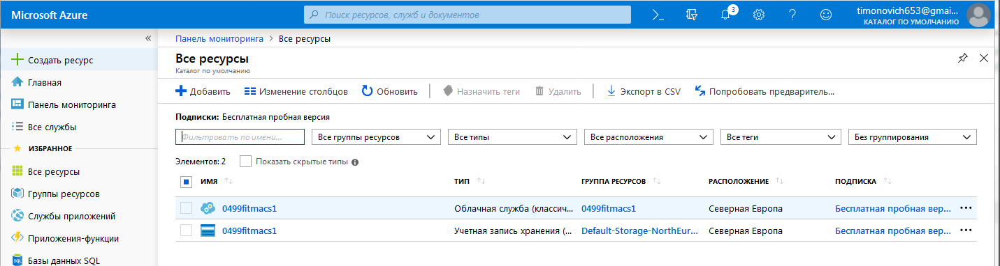 Microsoft Azure
Поиск ресурсов, служб и документов
3
timonovich653@gmai...
КАТАЛОГ ПО УМОЛЧАНИЮ
«
Создать ресурс
Главная
Панель мониторинга
Все службы
ИЗБРАННОЕ
Все ресурсы
Группы ресурсов
Службы приложений
Приложения-функции
Базы данных SQL
Панель мониторинга > Все ресурсы
Все ресурсы
Каталог по умолчанию
Добавить Изменение столбцов Обновить Назначить теги Удалить Экспорт в CSV Попробовать предваритель...
Подписки: Бесплатная пробная версия
Фильтровать по имени... Все группы ресурсов Все типы Все расположения Все теги Без группирования
Элементов: 2 Показать скрытые типы
ИМЯ ТИП ГРУППА РЕСУРСОВ РАСПОЛОЖЕНИЕ ПОДПИСКА
0499fitmacs1 Облачная служба (классич... 0499fitmacs1 Северная Европа Бесплатная пробная вер... ...
0499fitmacs1 Учетная запись хранения (... Default-Storage-NorthEur... Северная Европа Бесплатная пробная вер... ...